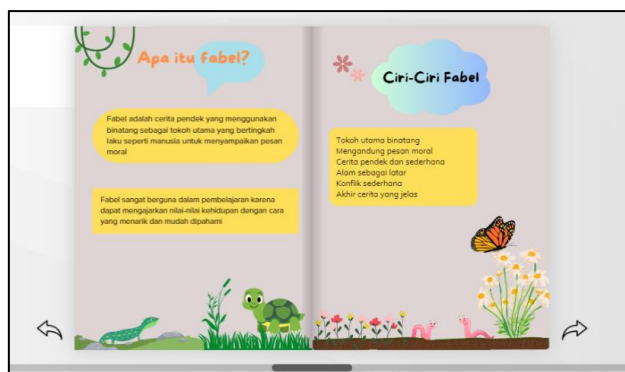 Apa itu fabel?
Fabel adalah cerita pendek yang menggunakan
binatang sebagai tokoh utama yang bertingkah
laku seperti manusia untuk menyampaikan pesan
moral
Fabel sangat berguna dalam pembelajaran karena
dapat mengajarkan nilai-nilai kehidupan dengan cara
yang menarik dan mudah dipahami
Ciri-Ciri Fabel
Tokoh utama binatang
Mengandung pesan moral
Cerita pendek dan sederhana
Alam sebagai latar
Konflik sederhana
Akhir cerita yang jelas